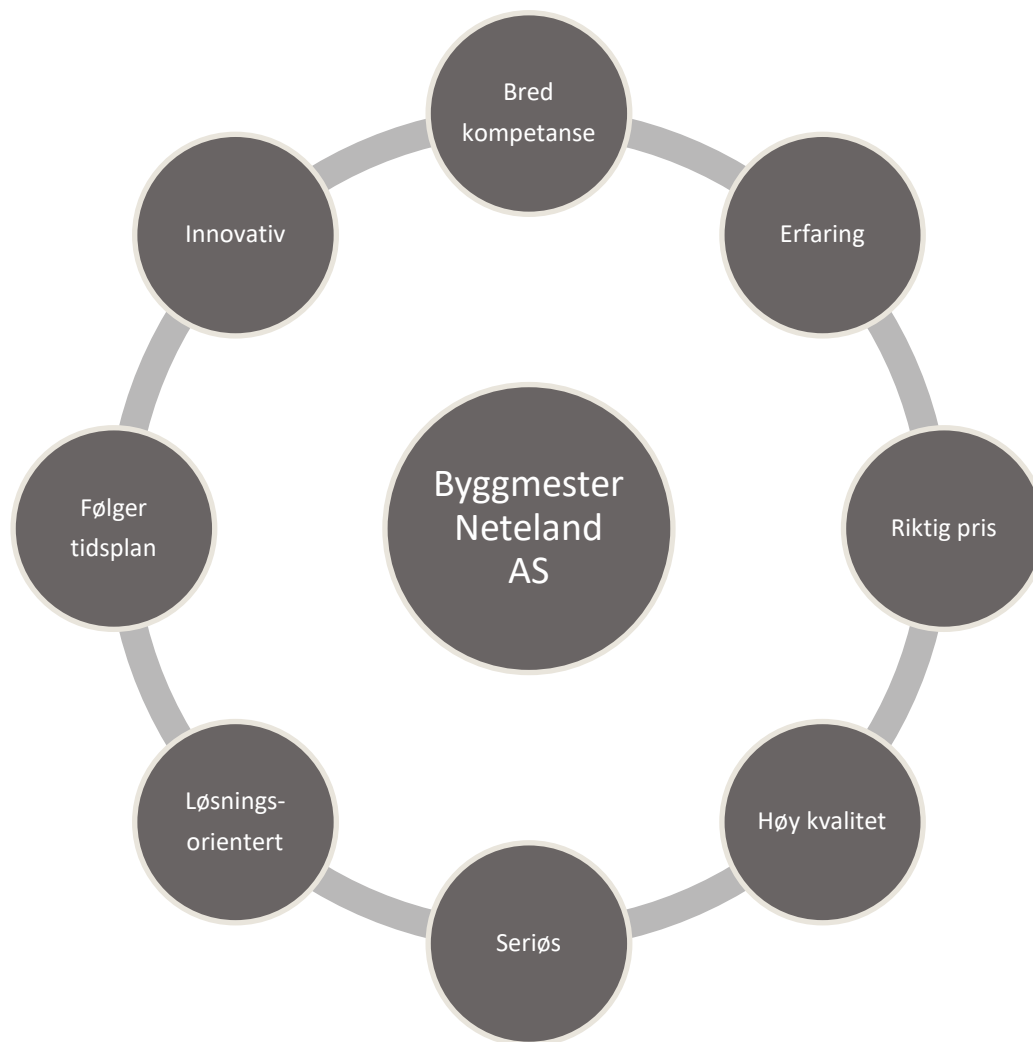 Bred
kompetanse
Innovativ
Erfaring
Byggmester
Neteland
AS
Følger
tidsplan
Riktig pris
Løsnings-
orientert
Høy kvalitet
Seriøs